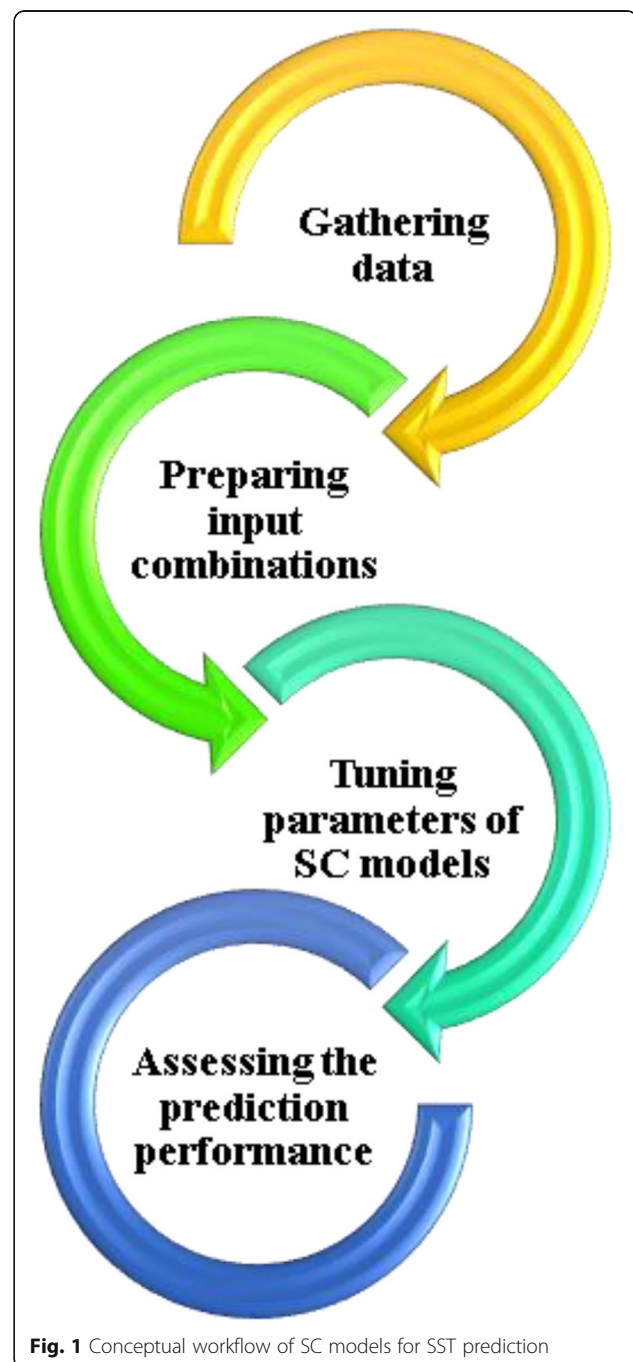 Gathering
data
Preparing
input
combinations
Tuning
parameters of
SC models
Assessing the
prediction
performance
Fig. 1 Conceptual workflow of SC models for SST prediction